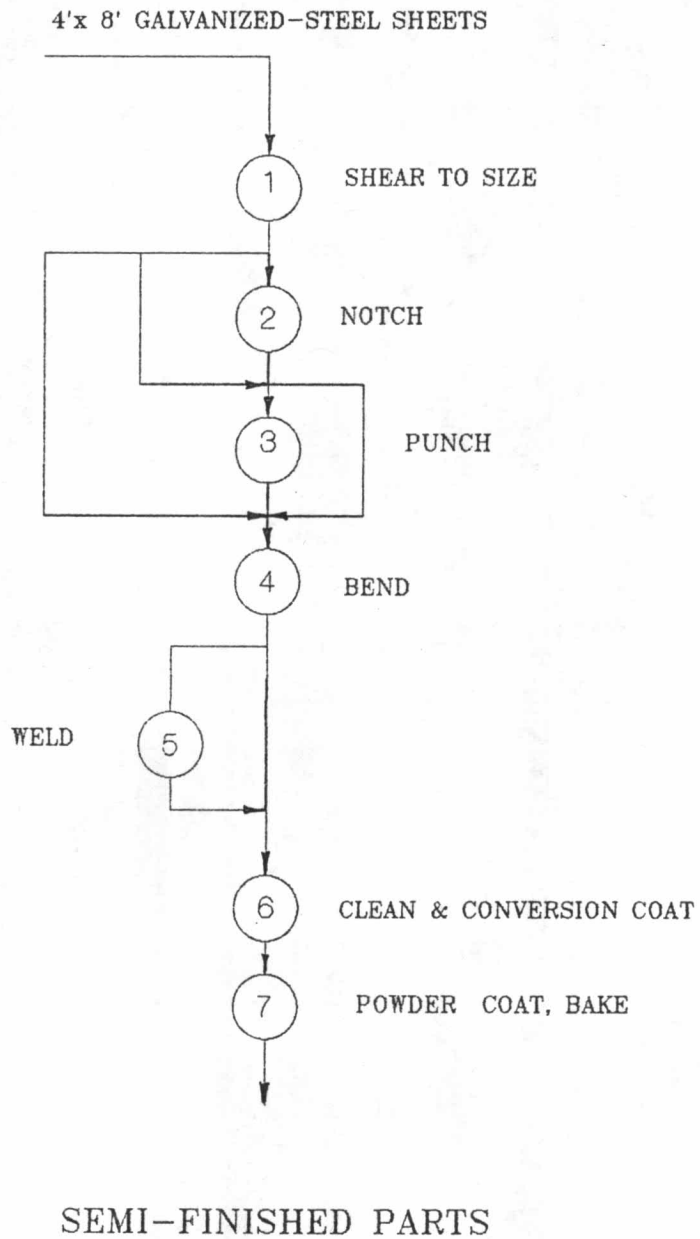 4'x 8' GALVANIZED-STEEL SHEETS
1 SHEAR TO SIZE
2 NOTCH
3 PUNCH
4 BEND
WELD 5
6 CLEAN & CONVERSION COAT
7 POWDER COAT, BAKE
SEMI-FINISHED PARTS